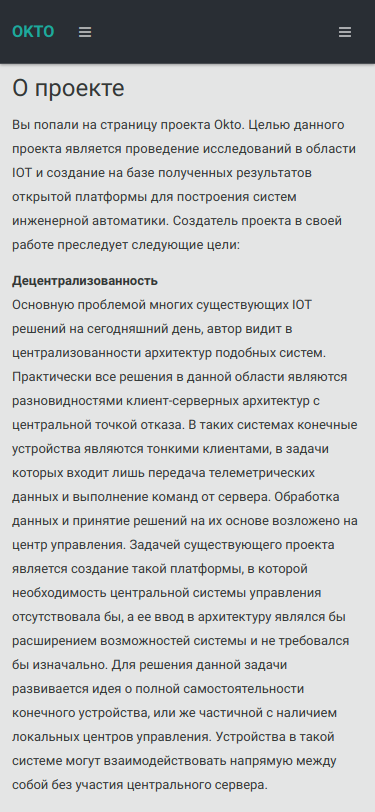 OKTO
О проекте
Вы попали на страницу проекта Okto. Целью данного
проекта является проведение исследований в области
IOT и создание на базе полученных результатов
открытой платформы для построения систем
инженерной автоматики. Создатель проекта в своей
работе преследует следующие цели:
Децентрализованность
Основную проблемой многих существующих IOT
решений на сегодняшний день, автор видит в
централизованности архитектур подобных систем.
Практически все решения в данной области являются
разновидностями клиент-серверных архитектур с
центральной точкой отказа. В таких системах конечные
устройства являются тонкими клиентами, в задачи
которых входит лишь передача телеметрических
данных и выполнение команд от сервера. Обработка
данных и принятие решений на их основе возложено на
центр управления. Задачей существующего проекта
является создание такой платформы, в которой
необходимость центральной системы управления
отсутствовала бы, а ее ввод в архитектуру являлся бы
расширением возможностей системы и не требовался
бы изначально. Для решения данной задачи
развивается идея о полной самостоятельности
конечного устройства, или же частичной с наличием
локальных центров управления. Устройства в такой
системе могут взаимодействовать напрямую между
собой без участия центрального сервера.